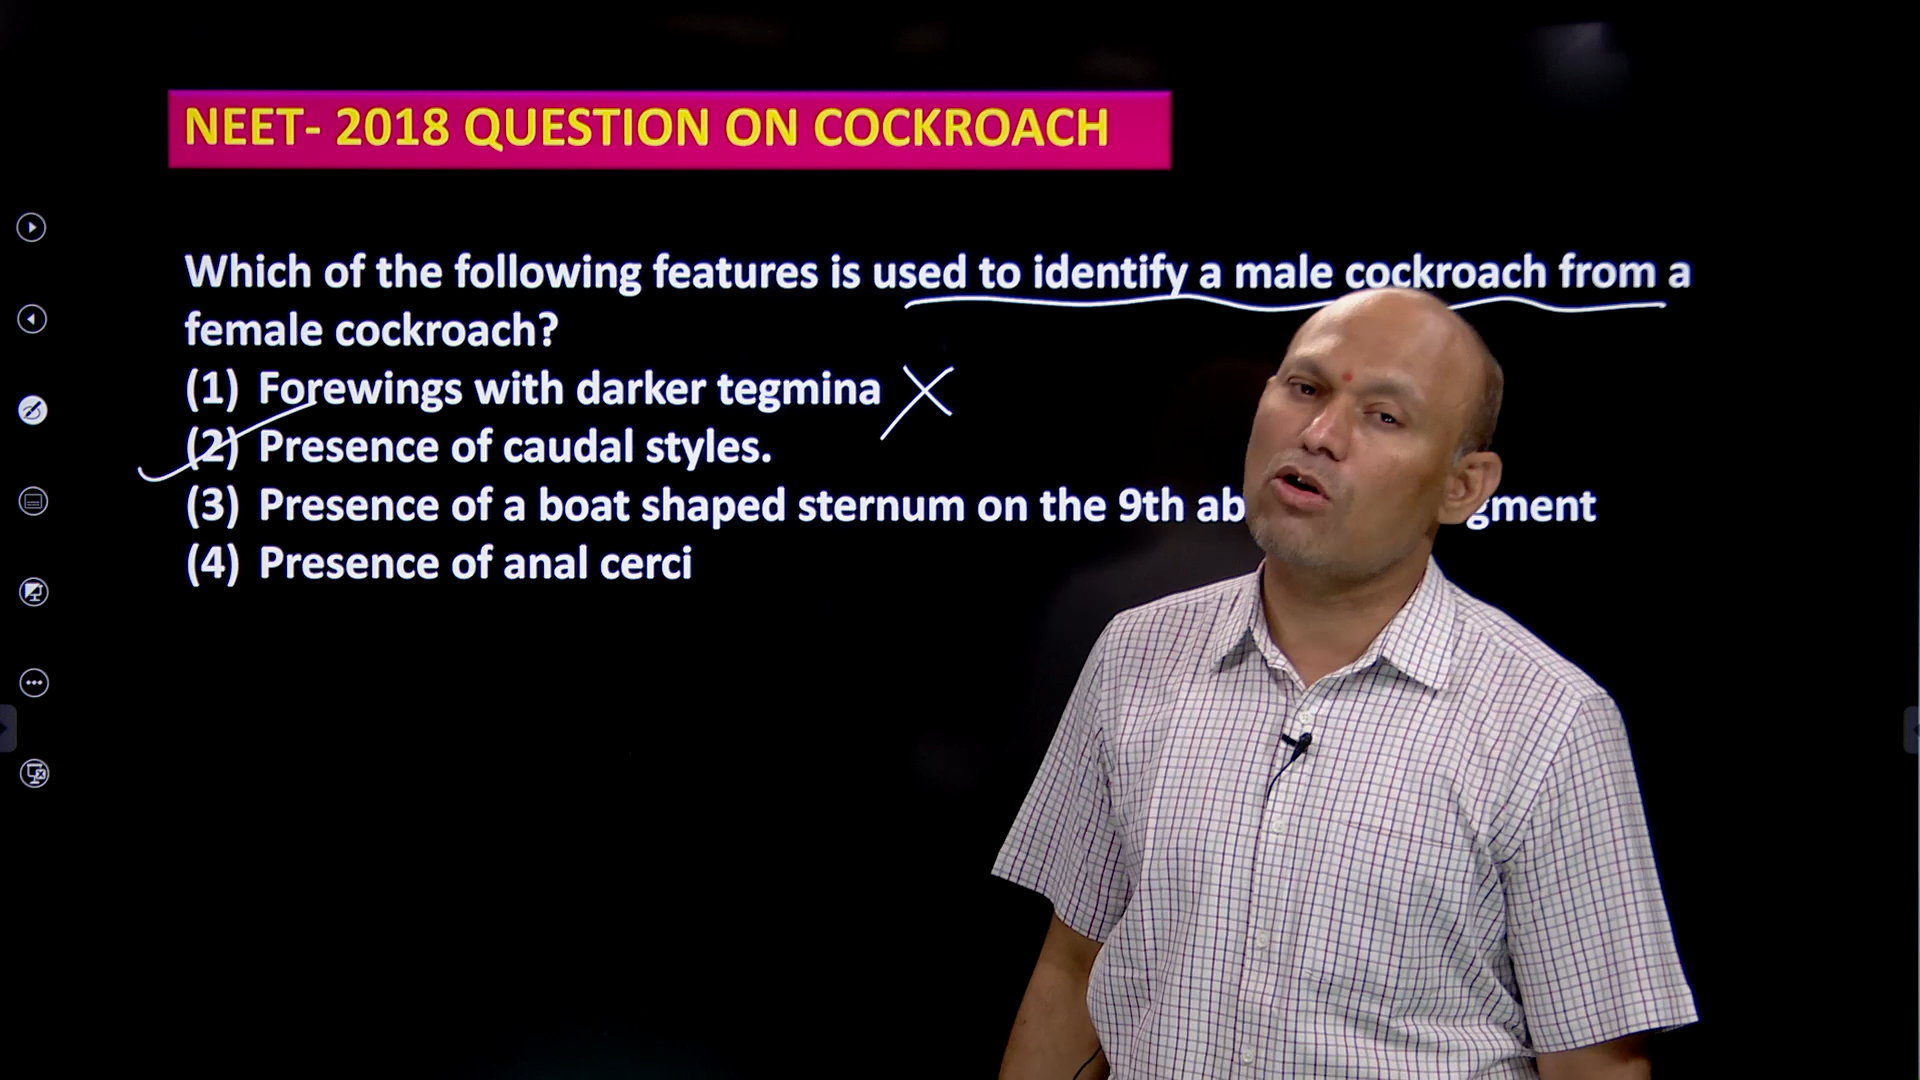 NEET- 2018 QUESTION ON COCKROACH
Which of the following features is used to identify a male cockroach from a
female cockroach?
(1) Forewings with darker tegmina
(2) Presence of caudal styles.
(3) Presence of a boat shaped sternum on the 9th
(4) Presence of anal cerci